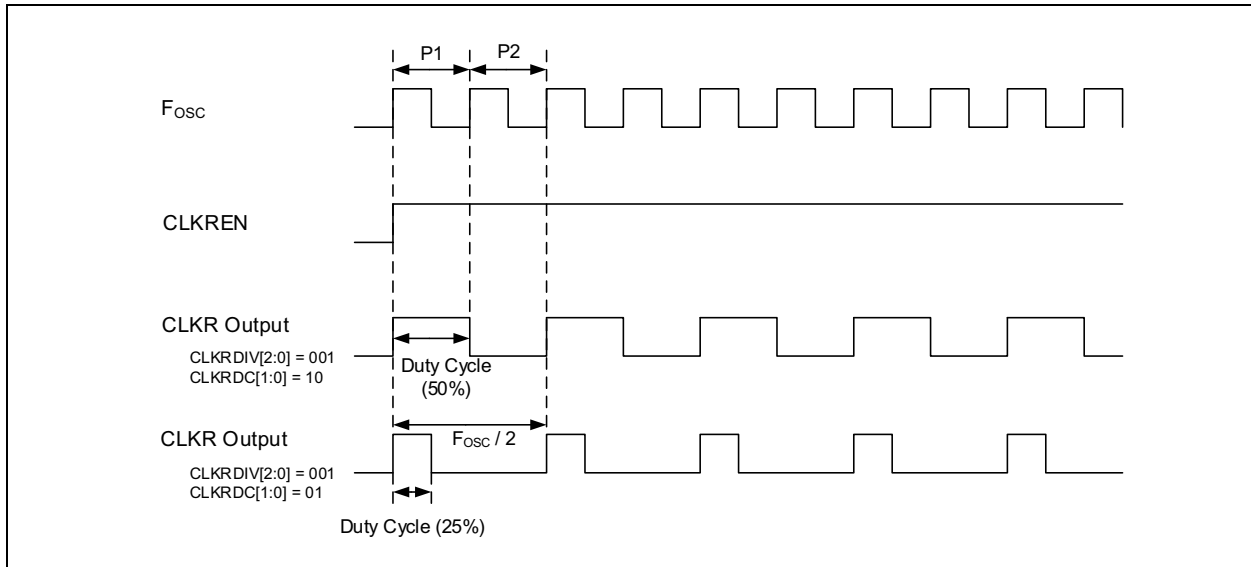 P1
P2
FOSC
CLKREN
CLKR Output
CLKRDIV[2:0] = 001
CLKRDC[1:0] = 10
Duty Cycle
(50%)
FOSC / 2
CLKR Output
CLKRDIV[2:0] = 001
CLKRDC[1:0] = 01
Duty Cycle (25%)